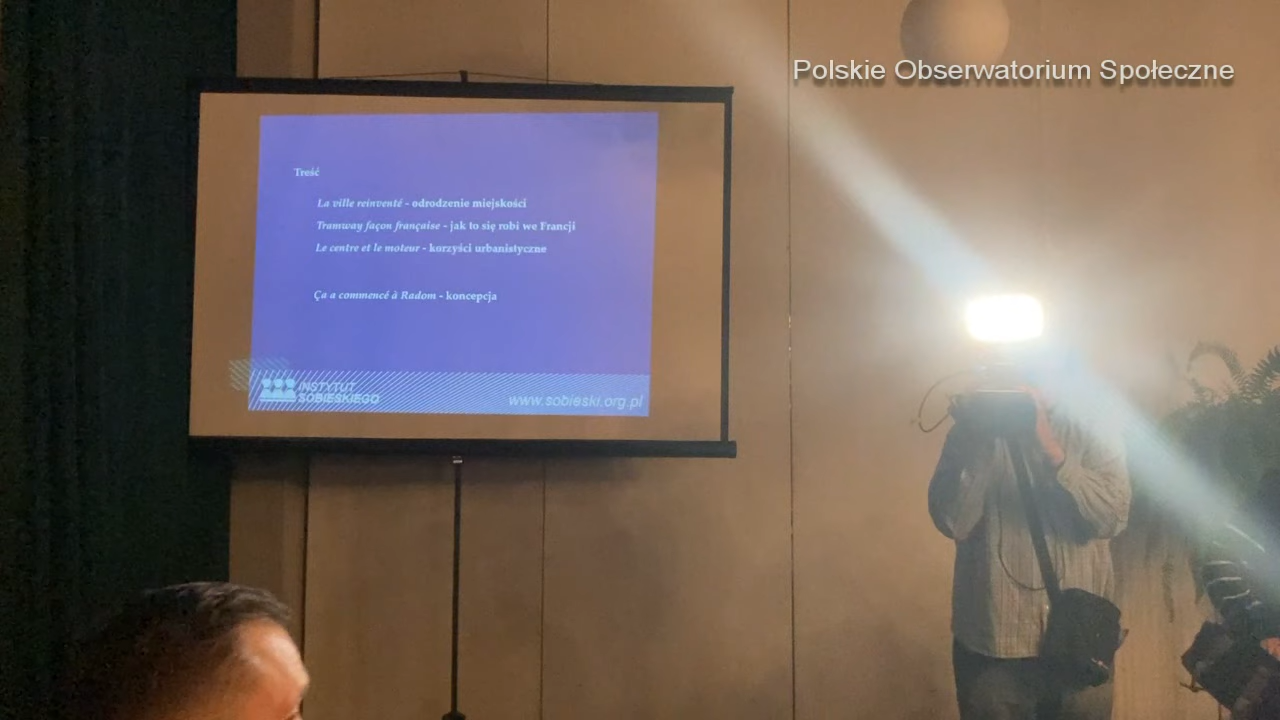 Polskie Obserwatorium Społeczne
Treść
La ville reinventé - odrodzenie miejskości
Tramway façon française - jak to się robi we Francji
Le centre et le moteur - korzyści urbanistyczne
Ça a commencé à Radom - koncepcja
INSTYTUT
SOBIESKIEGO
www.sobieski.org.pl